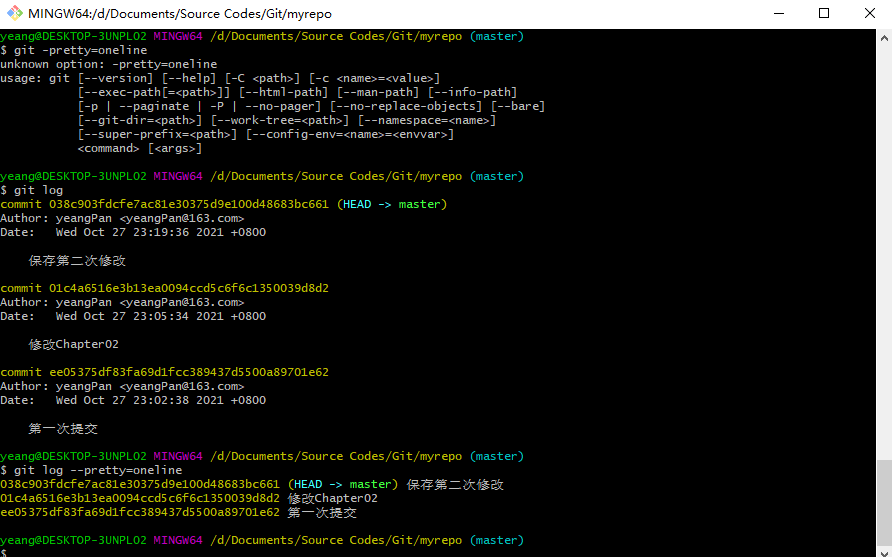 MINGW64:/d/Documents/Source Codes/Git/myrepo
yeang@DESKTOP-3UNPLO2 MINGW64 /d/Documents/Source Codes/Git/myrepo (master)
$ git -pretty=oneline
unknown option: -pretty=oneline
usage: git [--version] [--help] [-C <path>] [-c <name>=<value>]
[--exec-path[=<path>]] [--html-path] [--man-path] [--info-path]
[-p | --paginate | -P | --no-pager] [--no-replace-objects] [--bare]
[--git-dir=<path>] [--work-tree=<path>] [--namespace=<name>]
[--super-prefix=<path>] [--config-env=<name>=<envvar>]
<command> [<args>]
yeang@DESKTOP-3UNPLO2 MINGW64 /d/Documents/Source Codes/Git/myrepo (master)
$ git log
commit 038c903fdcfe7ac81e30375d9e100d48683bc661 (HEAD -> master)
Author: yeangPan <yeangPan@163.com>
Date:   Wed Oct 27 23:19:36 2021 +0800
保存第二次修改
commit 01c4a6516e3b13ea0094ccd5c6f6c1350039d8d2
Author: yeangPan <yeangPan@163.com>
Date:   Wed Oct 27 23:05:34 2021 +0800
修改Chapter02
commit ee05375df83fa69d1fcc389437d5500a89701e62
Author: yeangPan <yeangPan@163.com>
Date:   Wed Oct 27 23:02:38 2021 +0800
第一次提交
yeang@DESKTOP-3UNPLO2 MINGW64 /d/Documents/Source Codes/Git/myrepo (master)
$ git log --pretty=oneline
038c903fdcfe7ac81e30375d9e100d48683bc661 (HEAD -> master) 保存第二次修改
01c4a6516e3b13ea0094ccd5c6f6c1350039d8d2 修改Chapter02
ee05375df83fa69d1fcc389437d5500a89701e62 第一次提交
yeang@DESKTOP-3UNPLO2 MINGW64 /d/Documents/Source Codes/Git/myrepo (master)
$